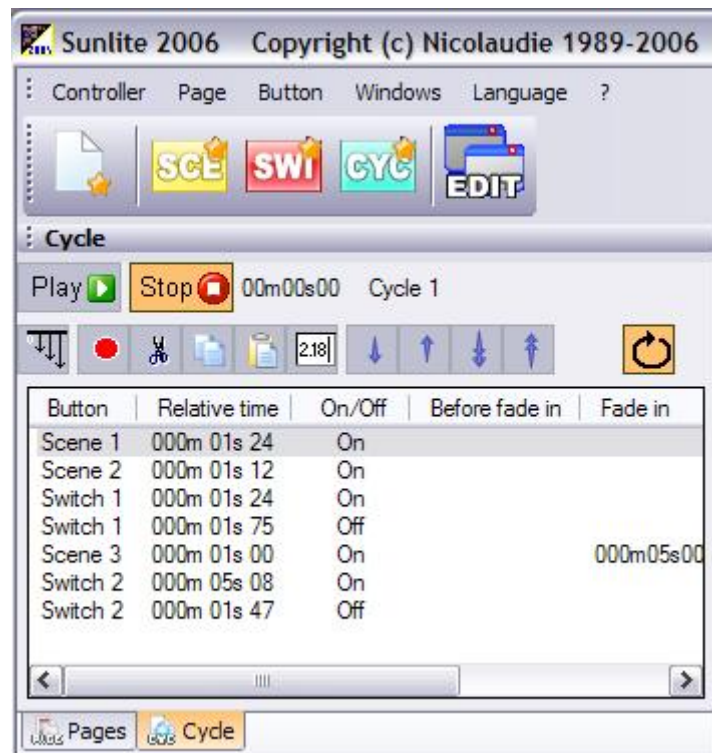 Sunlite 2006 Copyright (c) Nicolaudie 1989-2006
Controller Page Button Windows Language ?
SCE SWI CYC EDIT
Cycle
Play Stop 00m00s00 Cycle 1
2.18
Button Relative time On/Off Before fade in Fade in
Scene 1 000m 01s 24 On
Scene 2 000m 01s 12 On
Switch 1 000m 01s 24 On
Switch 1 000m 01s 75 Off
Scene 3 000m 01s 00 On 000m05s00
Switch 2 000m 05s 08 On
Switch 2 000m 01s 47 Off
Pages Cycle